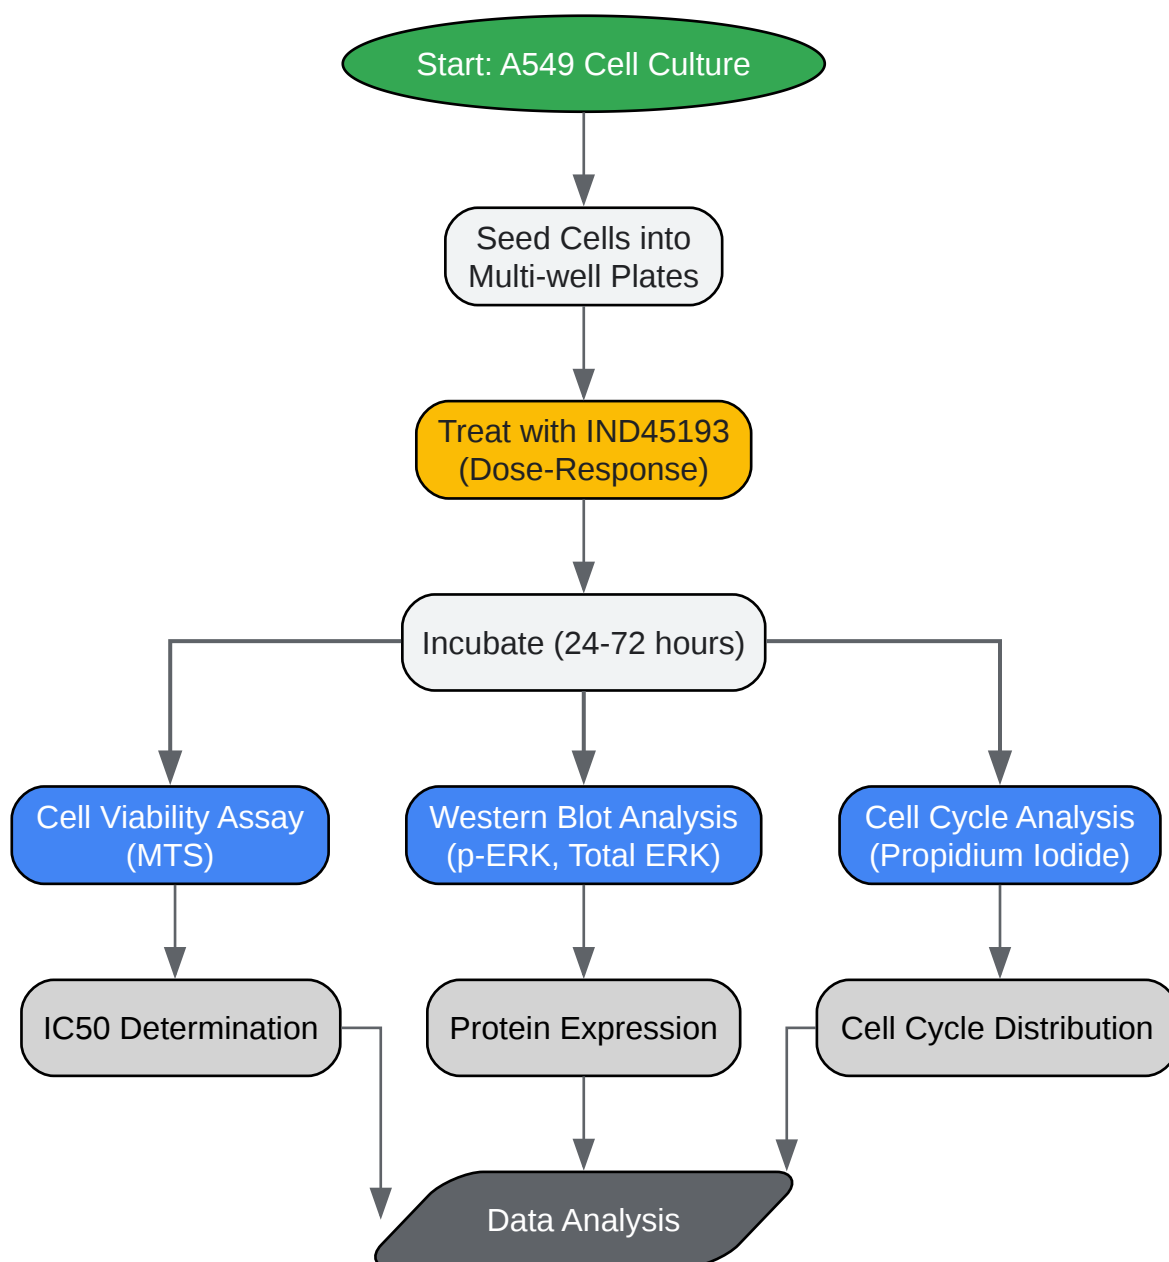 Start: A549 Cell Culture
Seed Cells into
Multi-well Plates
Treat with IND45193
(Dose-Response)
Incubate (24-72 hours)
Cell Viability Assay
(MTS)
Western Blot Analysis
(p-ERK, Total ERK)
Cell Cycle Analysis
(Propidium Iodide)
IC50 Determination
Protein Expression
Cell Cycle Distribution
Data Analysis